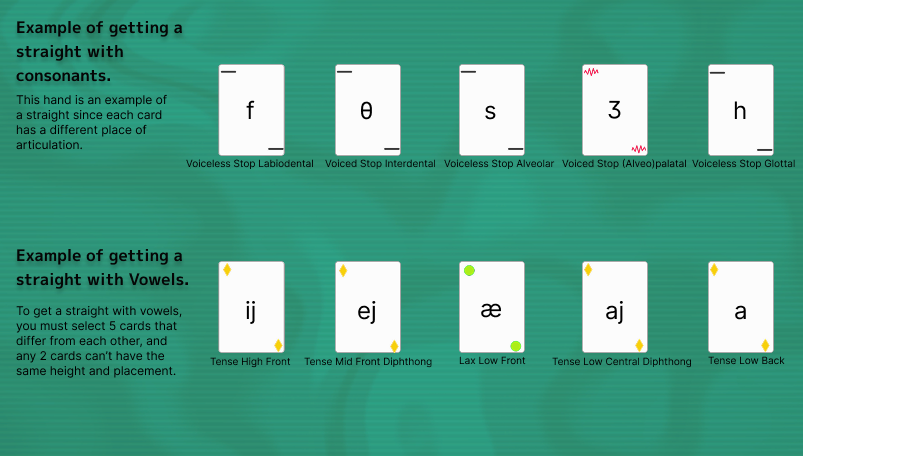 Example of getting a
straight with
consonants.
This hand is an example of
a straight since each card
has a different place of
articulation.
f
θ
s
Ʒ
h
Voiceless Stop Labiodental
Voiced Stop Interdental
Voiceless Stop Alveolar
Voiced Stop (Alveo)palatal
Voiceless Stop Glottal
Example of getting a
straight with Vowels.
To get a straight with vowels,
you must select 5 cards that
differ from each other, and
any 2 cards can’t have the
same height and placement.
ij
ej
æ
aj
a
Tense High Front
Tense Mid Front Diphthong
Lax Low Front
Tense Low Central Diphthong
Tense Low Back